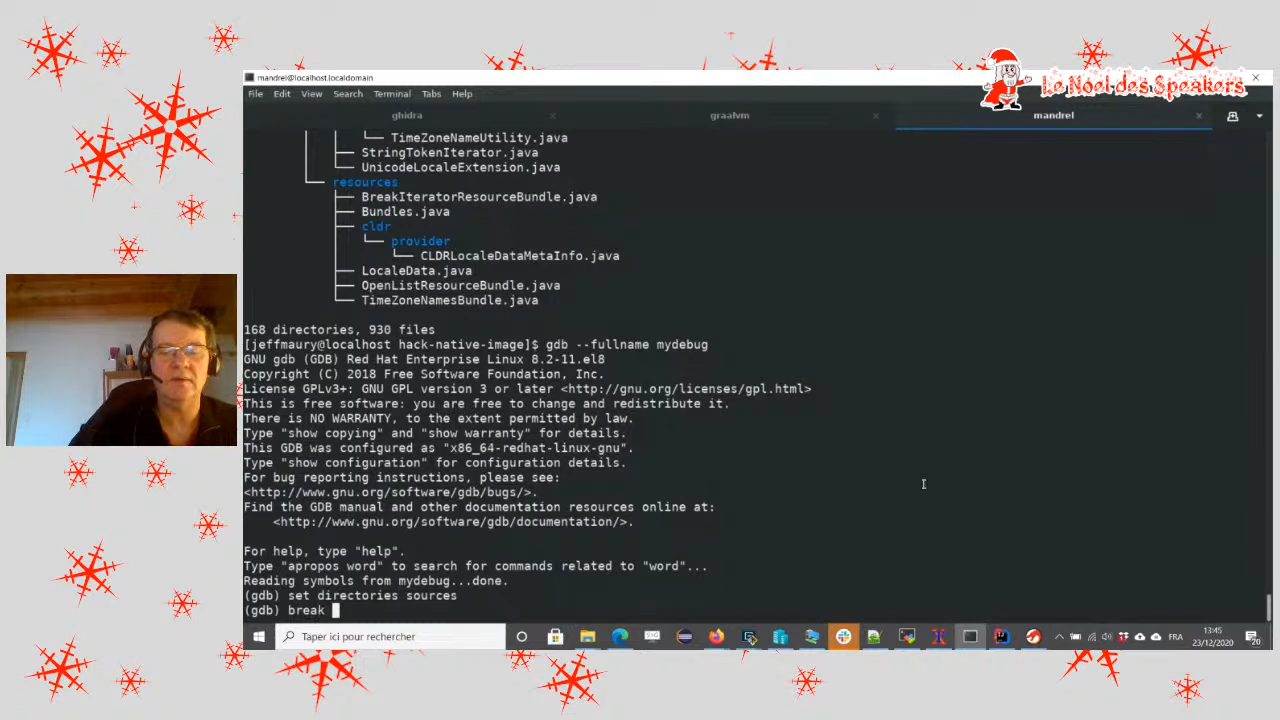 Le Noel des Speakers
mandrel@localhost.localdomain
File Edit View Search Terminal Tabs Help
ghidra graalvm mandrel
│ │ └── TimeZoneNameUtility.java
│ ├── StringTokenIterator.java
│ └── UnicodeLocaleExtension.java
└── resources
├── BreakIteratorResourceBundle.java
├── Bundles.java
├── cldr
│ └── provider
│ └── CLDRLocaleDataMetaInfo.java
├── LocaleData.java
├── OpenListResourceBundle.java
└── TimeZoneNamesBundle.java
168 directories, 930 files
[jeffmaury@localhost hack-native-image]$ gdb --fullname mydebug
GNU gdb (GDB) Red Hat Enterprise Linux 8.2-11.el8
Copyright (C) 2018 Free Software Foundation, Inc.
License GPLv3+: GNU GPL version 3 or later <http://gnu.org/licenses/gpl.html>
This is free software: you are free to change and redistribute it.
There is NO WARRANTY, to the extent permitted by law.
Type "show copying" and "show warranty" for details.
This GDB was configured as "x86_64-redhat-linux-gnu".
Type "show configuration" for configuration details.
For bug reporting instructions, please see:
<http://www.gnu.org/software/gdb/bugs/>.
Find the GDB manual and other documentation resources online at:
<http://www.gnu.org/software/gdb/documentation/>.
For help, type "help".
Type "apropos word" to search for commands related to "word"...
Reading symbols from mydebug...done.
(gdb) set directories sources
(gdb) break
Taper ici pour rechercher
FRA
13:45
23/12/2020
20